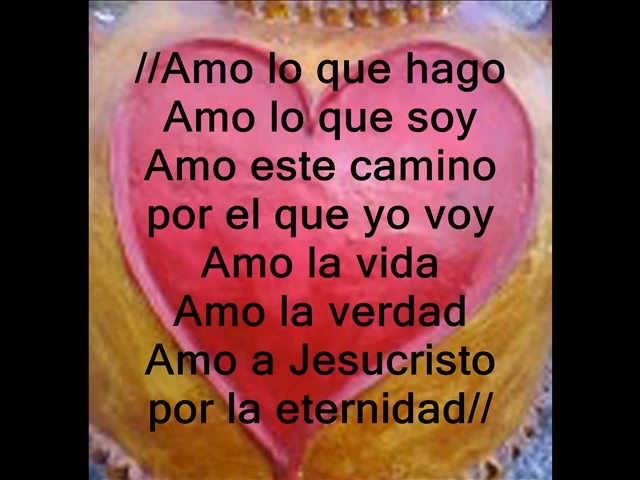 //Amo lo que hago
Amo lo que soy
Amo este camino
por el que yo voy
Amo la vida
Amo la verdad
Amo a Jesucristo
por la eternidad//